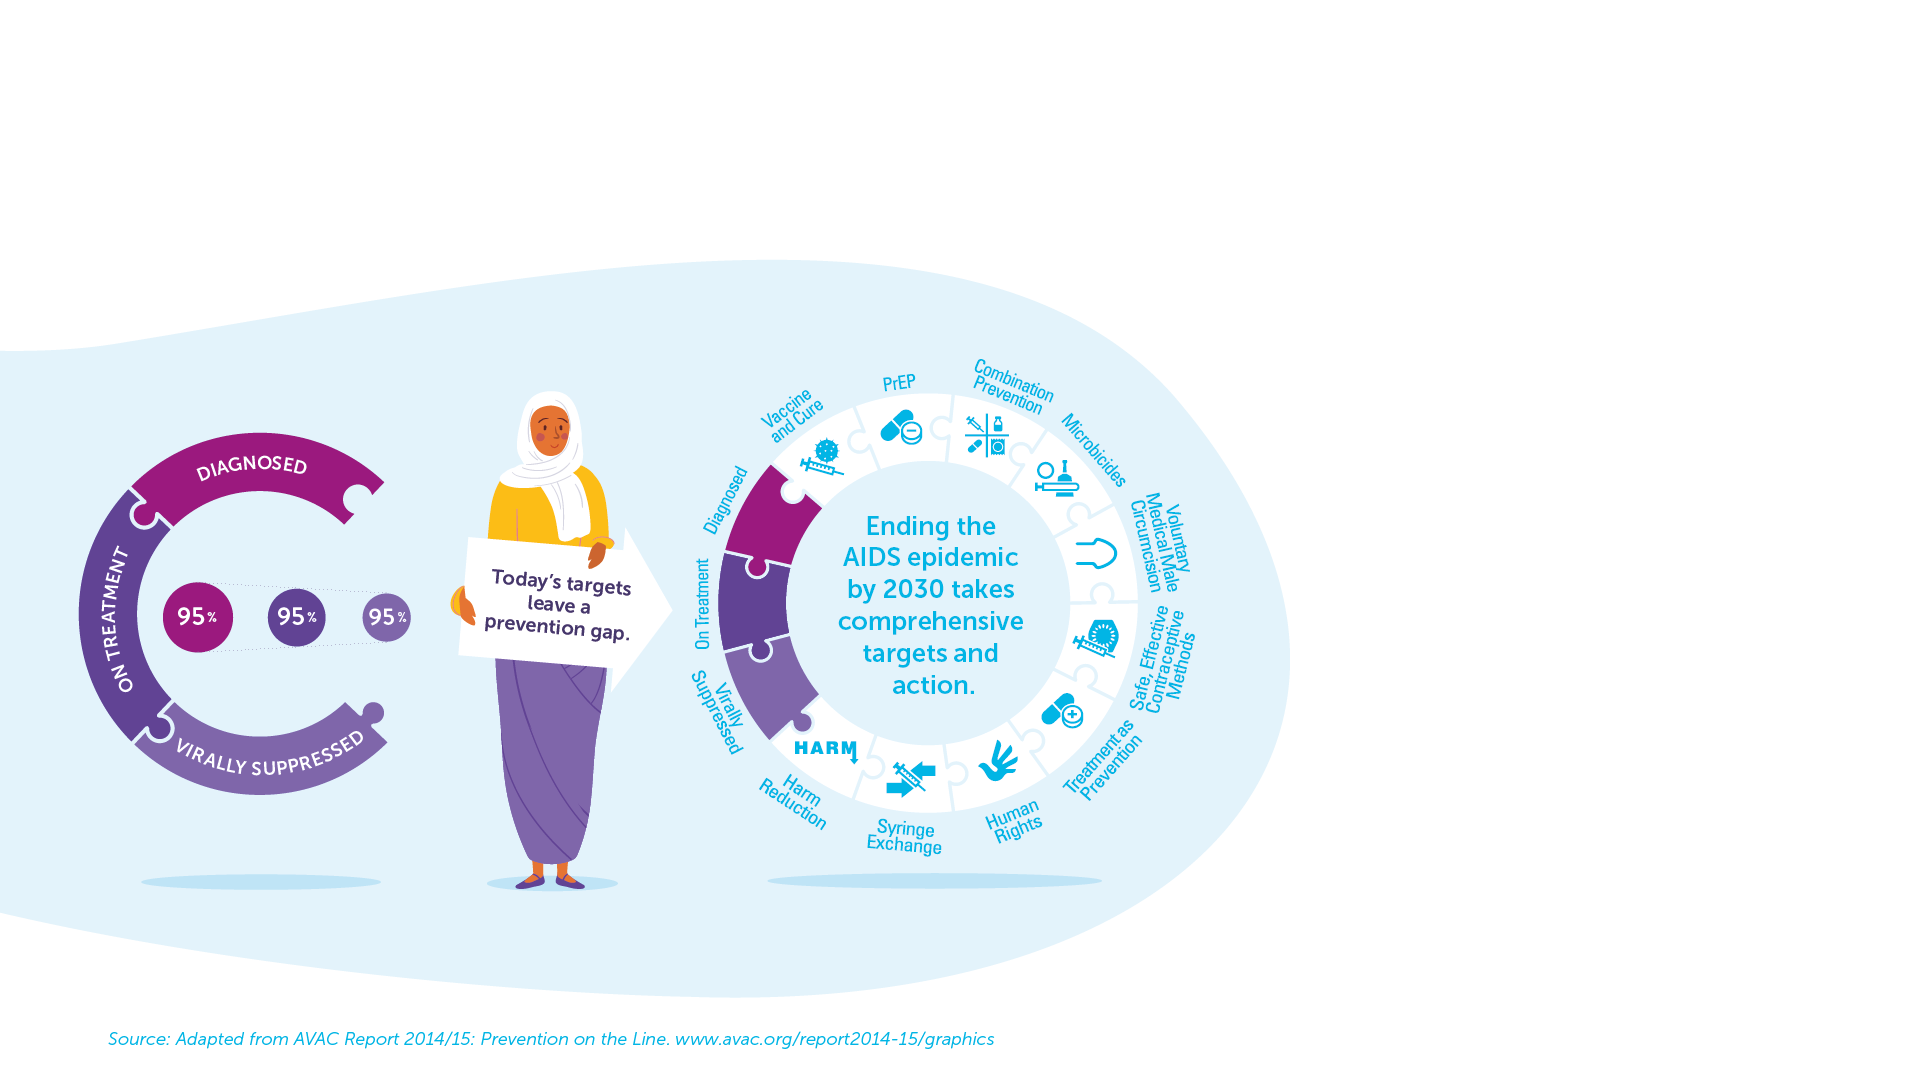 DIAGNOSED
ON TREATMENT
VIRALLY SUPPRESSED
95%
95%
95%
Today's targets
leave a
prevention gap.
Ending the
AIDS epidemic
by 2030 takes
comprehensive
targets and
action.
Diagnosed
Vaccine
and Cure
PrEP
Combination
Prevention
Microbicides
Voluntary
Medical Male
Circumcision
Safe, Effective
Contraceptive
Methods
Treatment as
Prevention
Human
Rights
Syringe
Exchange
Harm
Reduction
HARM
Virally
Suppressed
On Treatment
Source: Adapted from AVAC Report 2014/15: Prevention on the Line. www.avac.org/report2014-15/graphics